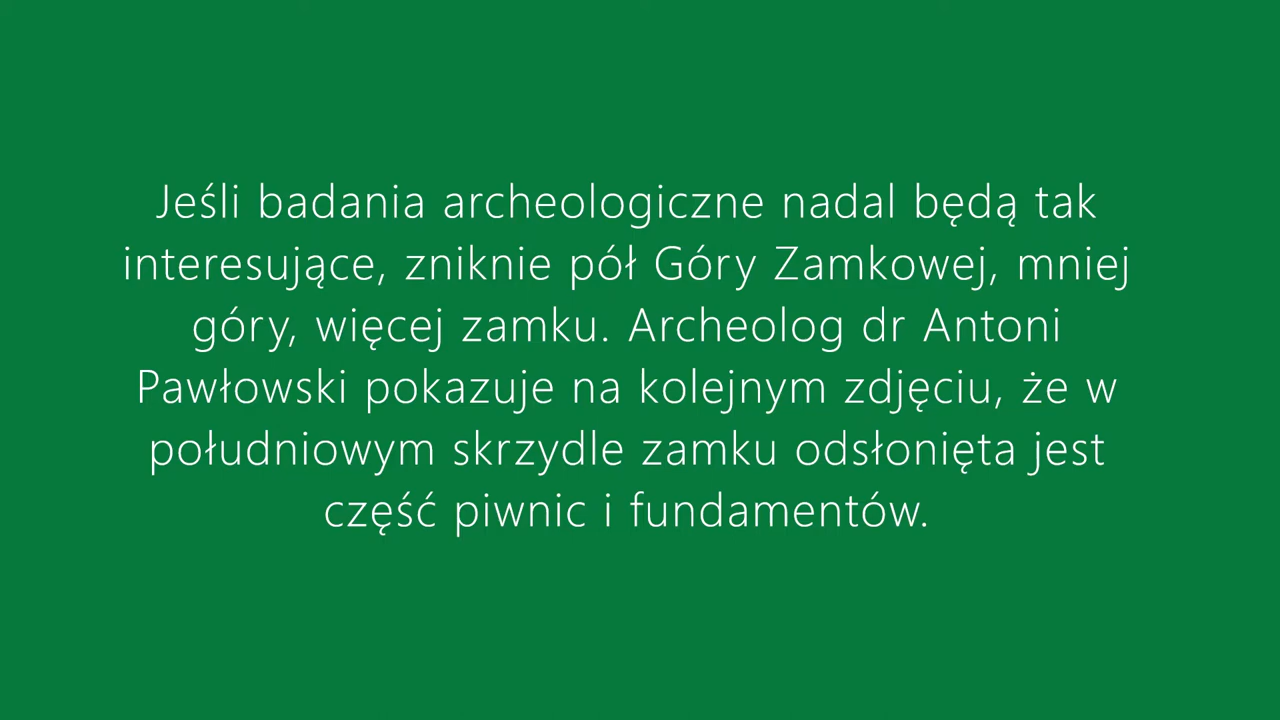 Jeśli badania archeologiczne nadal będą tak
interesujące, zniknie pół Góry Zamkowej, mniej
góry, więcej zamku. Archeolog dr Antoni
Pawłowski pokazuje na kolejnym zdjęciu, że w
południowym skrzydle zamku odsłonięta jest
część piwnic i fundamentów.